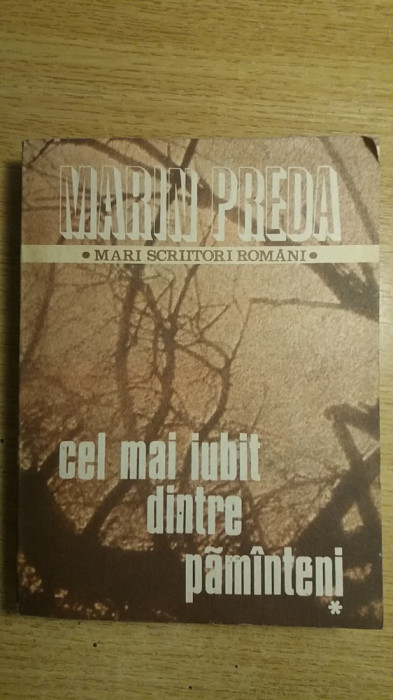 MARIN PREDA
• MARI SCRIITORI ROMÂNI •
cel mai iubit
dintre
pămînteni
*